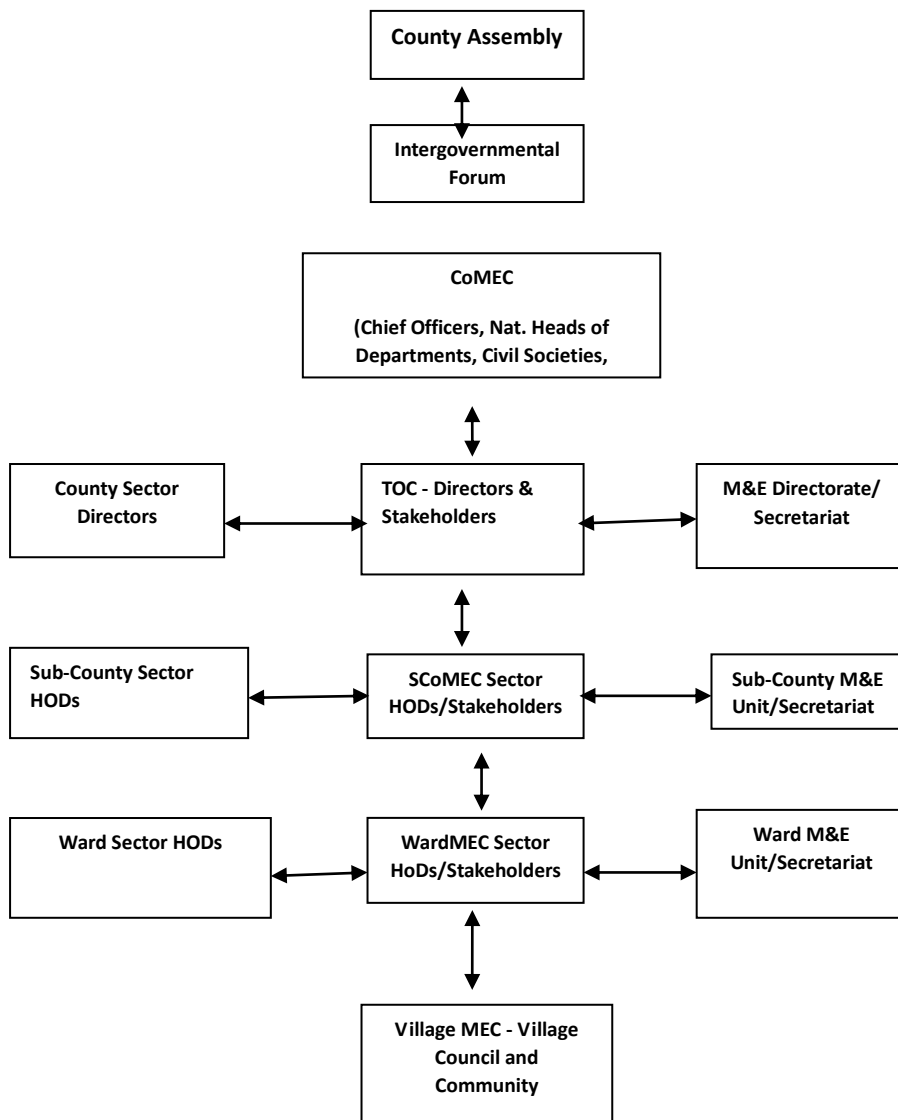 County Assembly
Intergovernmental
Forum
CoMEC
(Chief Officers, Nat. Heads of
Departments, Civil Societies,
County Sector
Directors
TOC - Directors &
Stakeholders
M&E Directorate/
Secretariat
Sub-County Sector
HODs
SCoMEC Sector
HODs/Stakeholders
Sub-County M&E
Unit/Secretariat
Ward Sector HODs
WardMEC Sector
HoDs/Stakeholders
Ward M&E
Unit/Secretariat
Village MEC - Village
Council and
Community